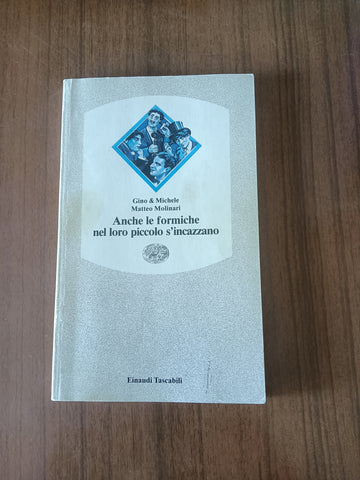 Gino & Michele
Matteo Molinari
Anche le formiche
nel loro piccolo s'incazzano
Einaudi Tascabili